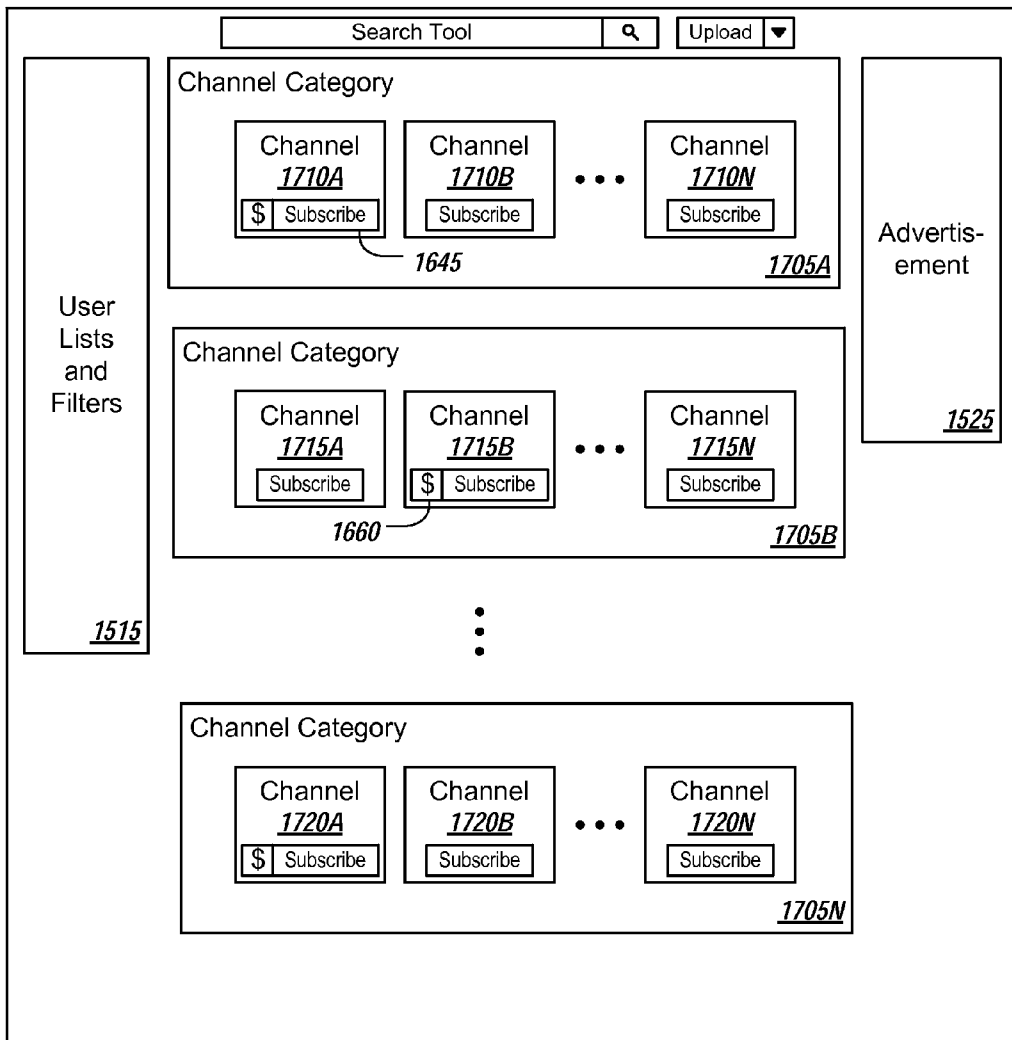 Search Tool
Upload
User
Lists
and
Filters
1515
Channel Category
Channel
1710A
$ Subscribe
1645
Channel
1710B
Subscribe
Channel
1710N
Subscribe
1705A
Channel Category
Channel
1715A
Subscribe
Channel
1715B
$ Subscribe
1660
Channel
1715N
Subscribe
1705B
Channel Category
Channel
1720A
$ Subscribe
Channel
1720B
Subscribe
Channel
1720N
Subscribe
1705N
Advertis-
ement
1525